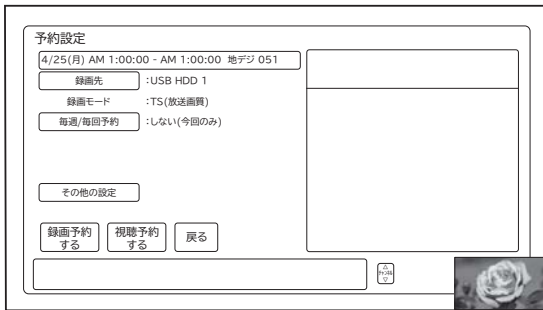 予約設定
4/25(月) AM 1:00:00 - AM 1:00:00 地デジ 051
録画先 :USB HDD 1
録画モード :TS(放送画質)
毎週/毎回予約 :しない(今回のみ)
その他の設定
録画予約
する
視聴予約
する
戻る
チャンネル